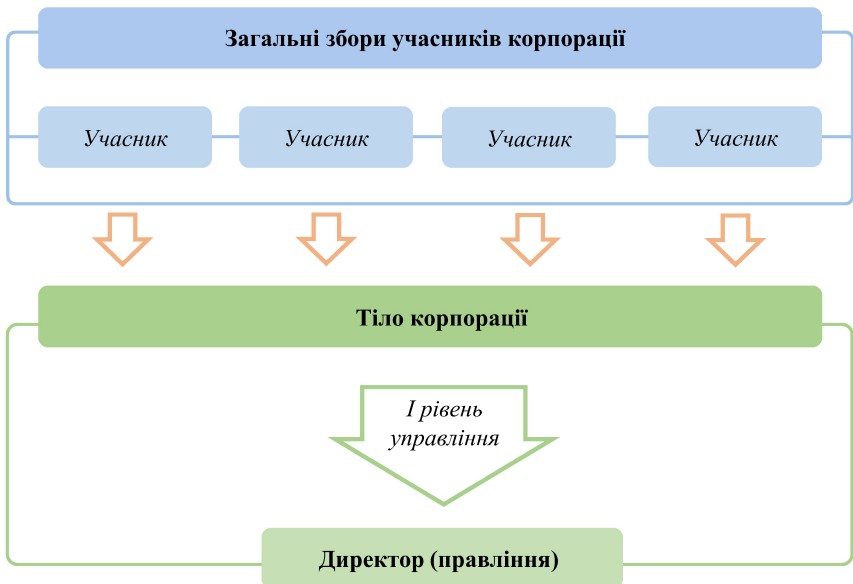 Загальні збори учасників корпорації
Учасник Учасник Учасник Учасник
Тіло корпорації
І рівень
управління
Директор (правління)